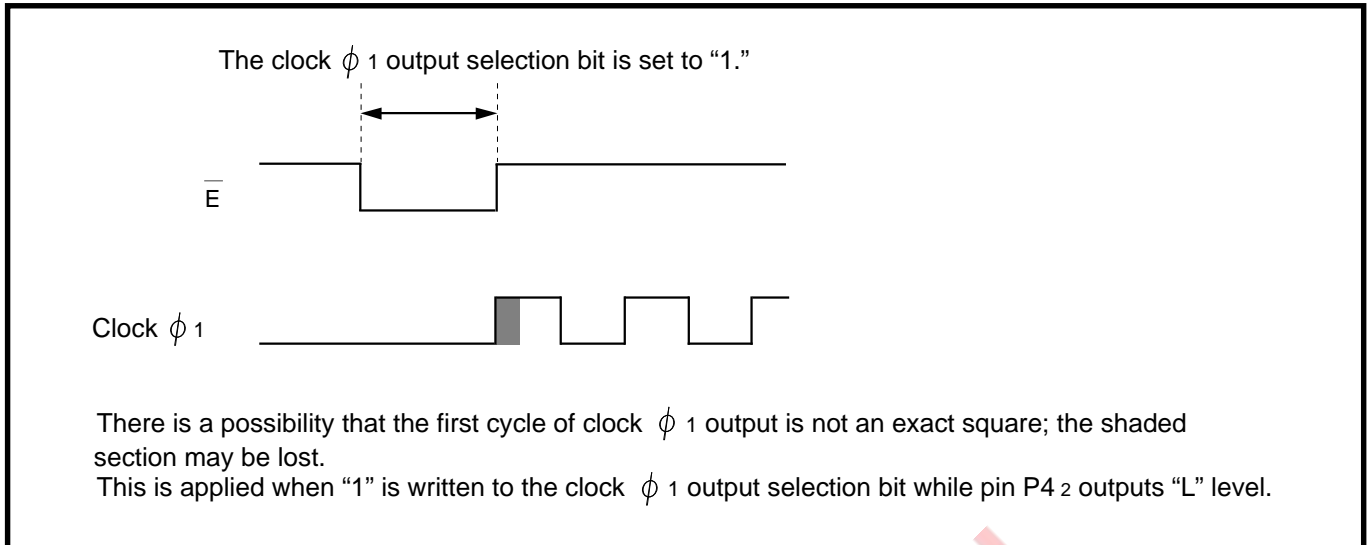 The clock ϕ 1 output selection bit is set to “1.”
E
Clock ϕ 1
There is a possibility that the first cycle of clock ϕ 1 output is not an exact square; the shaded
section may be lost.
This is applied when “1” is written to the clock ϕ 1 output selection bit while pin P4 2 outputs “L” level.